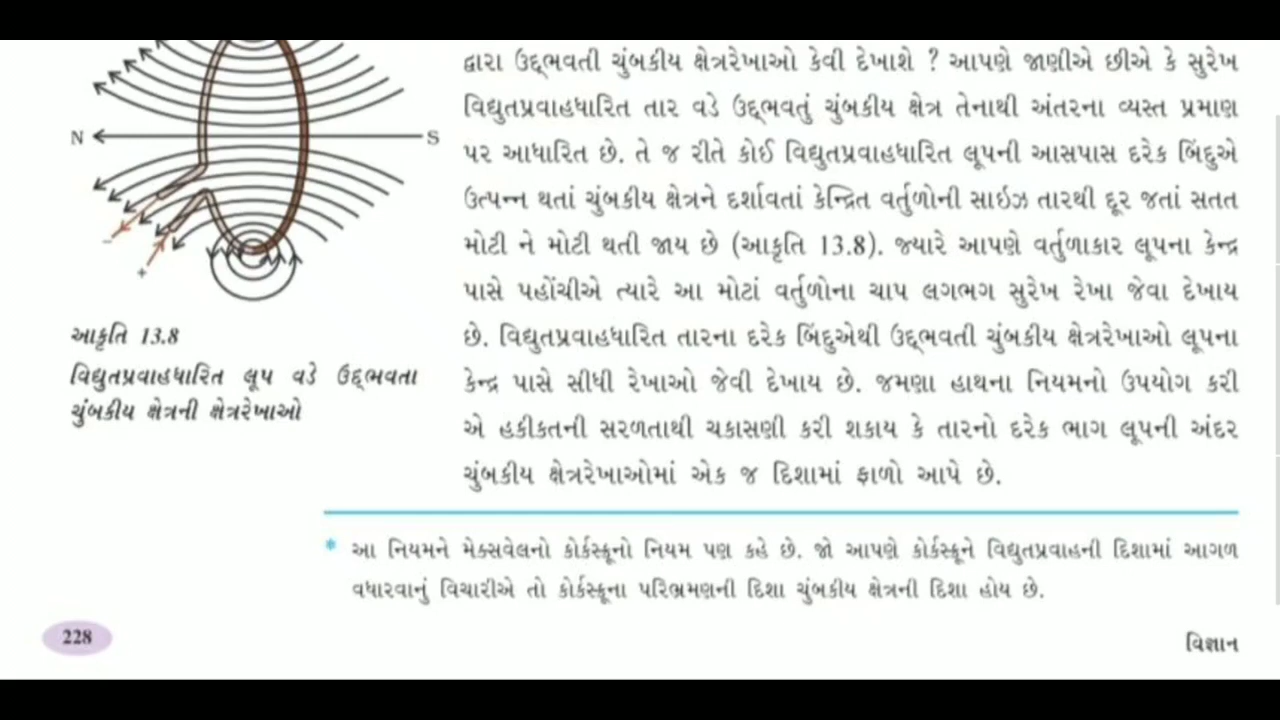 દ્વારા ઉદ્ભવતી ચુંબકીય ક્ષેત્રરેખાઓ કેવી દેખાશે ? આપણે જાણીએ છીએ કે સુરેખ
વિદ્યુતપ્રવાહધારિત તાર વડે ઉદ્ભવતું ચુંબકીય ક્ષેત્ર તેનાથી અંતરના વ્યસ્ત પ્રમાણ
પર આધારિત છે. તે જ રીતે કોઈ વિદ્યુતપ્રવાહધારિત લૂપની આસપાસ દરેક બિંદુએ
ઉત્પન્ન થતાં ચુંબકીય ક્ષેત્રને દર્શાવતાં કેન્દ્રિત વર્તુળોની સાઇઝ તારથી દૂર જતાં સતત
મોટી ને મોટી થતી જાય છે (આકૃતિ 13.8). જ્યારે આપણે વર્તુળાકાર લૂપના કેન્દ્ર
પાસે પહોંચીએ ત્યારે આ મોટાં વર્તુળોના ચાપ લગભગ સુરેખ રેખા જેવા દેખાય
છે. વિદ્યુતપ્રવાહધારિત તારના દરેક બિંદુએથી ઉદ્ભવતી ચુંબકીય ક્ષેત્રરેખાઓ લૂપના
કેન્દ્ર પાસે સીધી રેખાઓ જેવી દેખાય છે. જમણા હાથના નિયમનો ઉપયોગ કરી
એ હકીકતની સરળતાથી ચકાસણી કરી શકાય કે તારનો દરેક ભાગ લૂપની અંદર
ચુંબકીય ક્ષેત્રરેખાઓમાં એક જ દિશામાં ફાળો આપે છે.
N
S
–
+
આકૃતિ 13.8
વિદ્યુતપ્રવાહધારિત લૂપ વડે ઉદ્ભવતા
ચુંબકીય ક્ષેત્રની ક્ષેત્રરેખાઓ
* આ નિયમને મેક્સવેલનો કોર્કસ્ક્રૂનો નિયમ પણ કહે છે. જો આપણે કોર્કસ્ક્રૂને વિદ્યુતપ્રવાહની દિશામાં આગળ
વધારવાનું વિચારીએ તો કોર્કસ્ક્રૂના પરિભ્રમણની દિશા ચુંબકીય ક્ષેત્રની દિશા હોય છે.
228
વિજ્ઞાન